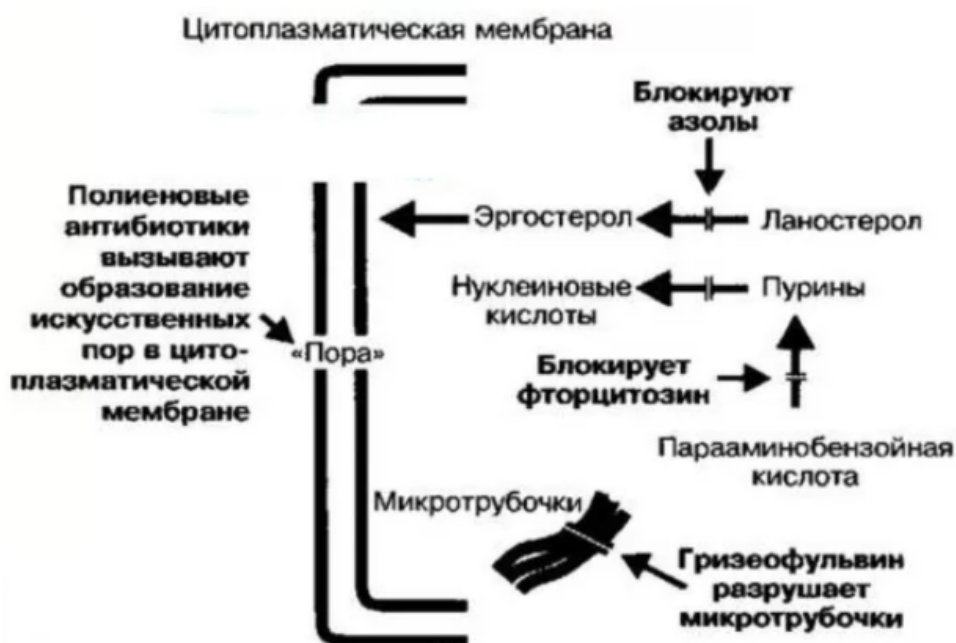 Цитоплазматическая мембрана
Блокируют
азолы
Полиеновые
антибиотики
вызывают
образование
искусственных
пор в цито-
плазматической
мембране
«Пора»
Эргостерол
Ланостерол
Нуклеиновые
кислоты
Пурины
Блокирует
фторцитозин
Парааминобензойная
кислота
Микротрубочки
Гризеофульвин
разрушает
микротрубочки